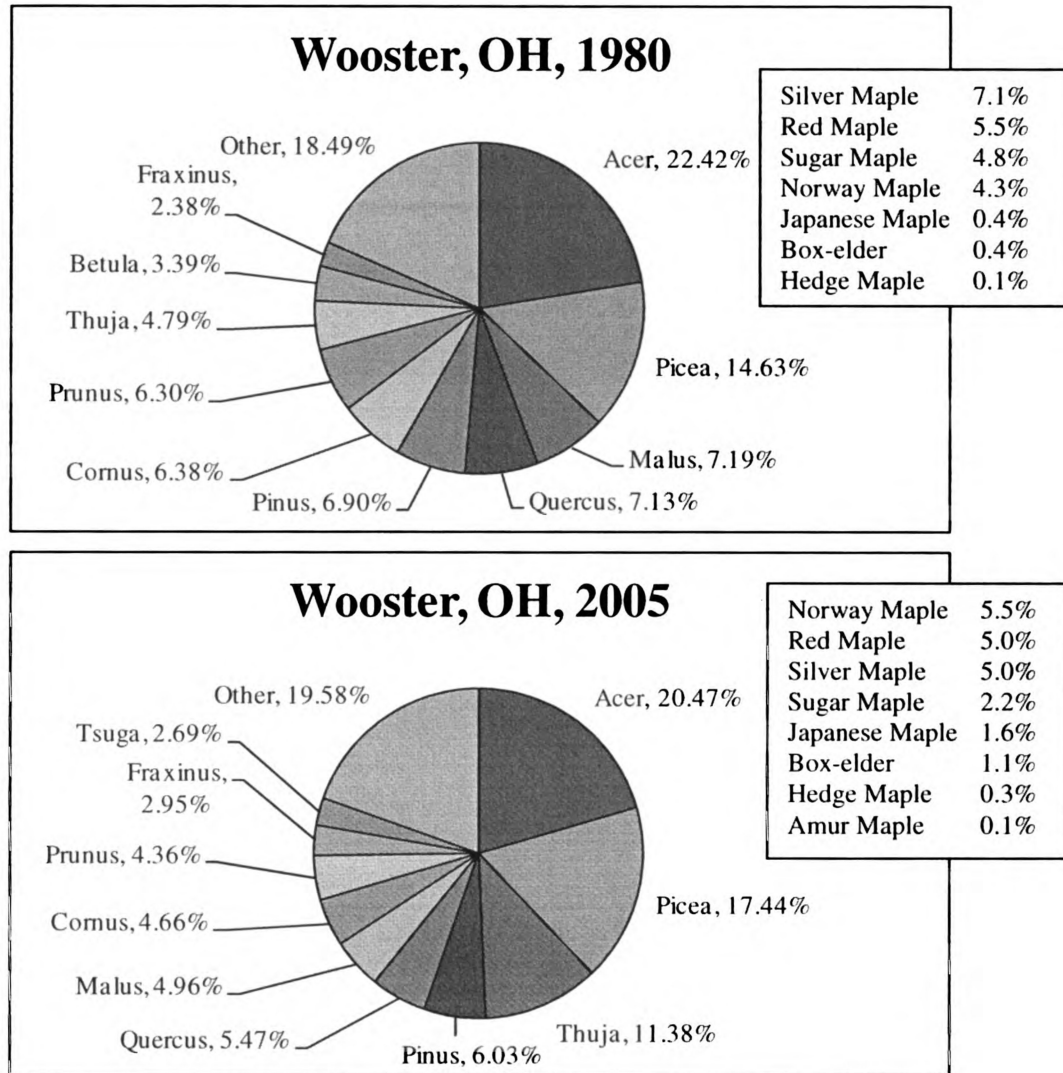 Wooster, OH, 1980
Silver Maple 7.1%
Red Maple 5.5%
Sugar Maple 4.8%
Norway Maple 4.3%
Japanese Maple 0.4%
Box-elder 0.4%
Hedge Maple 0.1%
Acer, 22.42%
Picea, 14.63%
Malus, 7.19%
Quercus, 7.13%
Pinus, 6.90%
Cornus, 6.38%
Prunus, 6.30%
Thuja, 4.79%
Betula, 3.39%
Fraxinus,
2.38%
Other, 18.49%
Wooster, OH, 2005
Norway Maple 5.5%
Red Maple 5.0%
Silver Maple 5.0%
Sugar Maple 2.2%
Japanese Maple 1.6%
Box-elder 1.1%
Hedge Maple 0.3%
Amur Maple 0.1%
Acer, 20.47%
Picea, 17.44%
Thuja, 11.38%
Pinus, 6.03%
Quercus, 5.47%
Malus, 4.96%
Cornus, 4.66%
Prunus, 4.36%
Fraxinus,
2.95%
Tsuga, 2.69%
Other, 19.58%